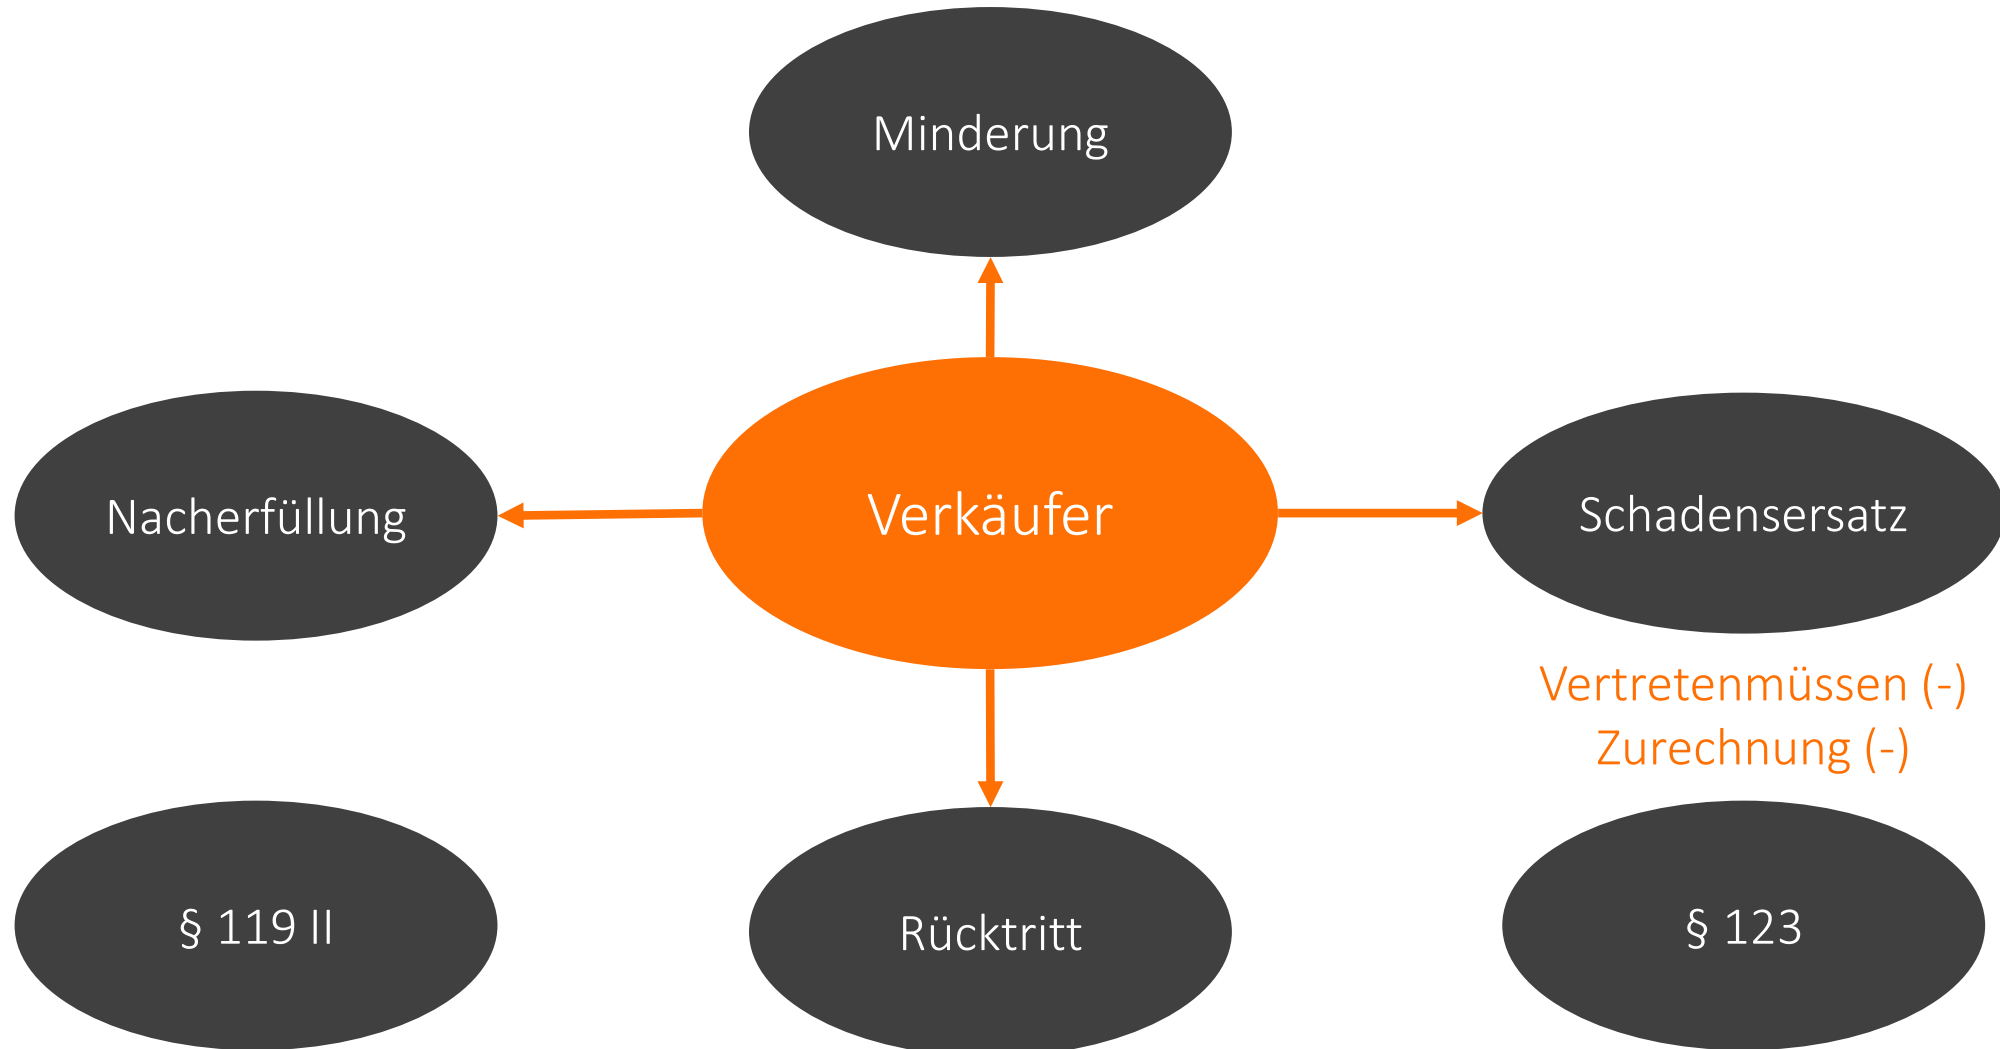 Minderung
Nacherfüllung
Verkäufer
Schadensersatz
Vertretenmüssen (-)
Zurechnung (-)
§ 119 II
Rücktritt
§ 123